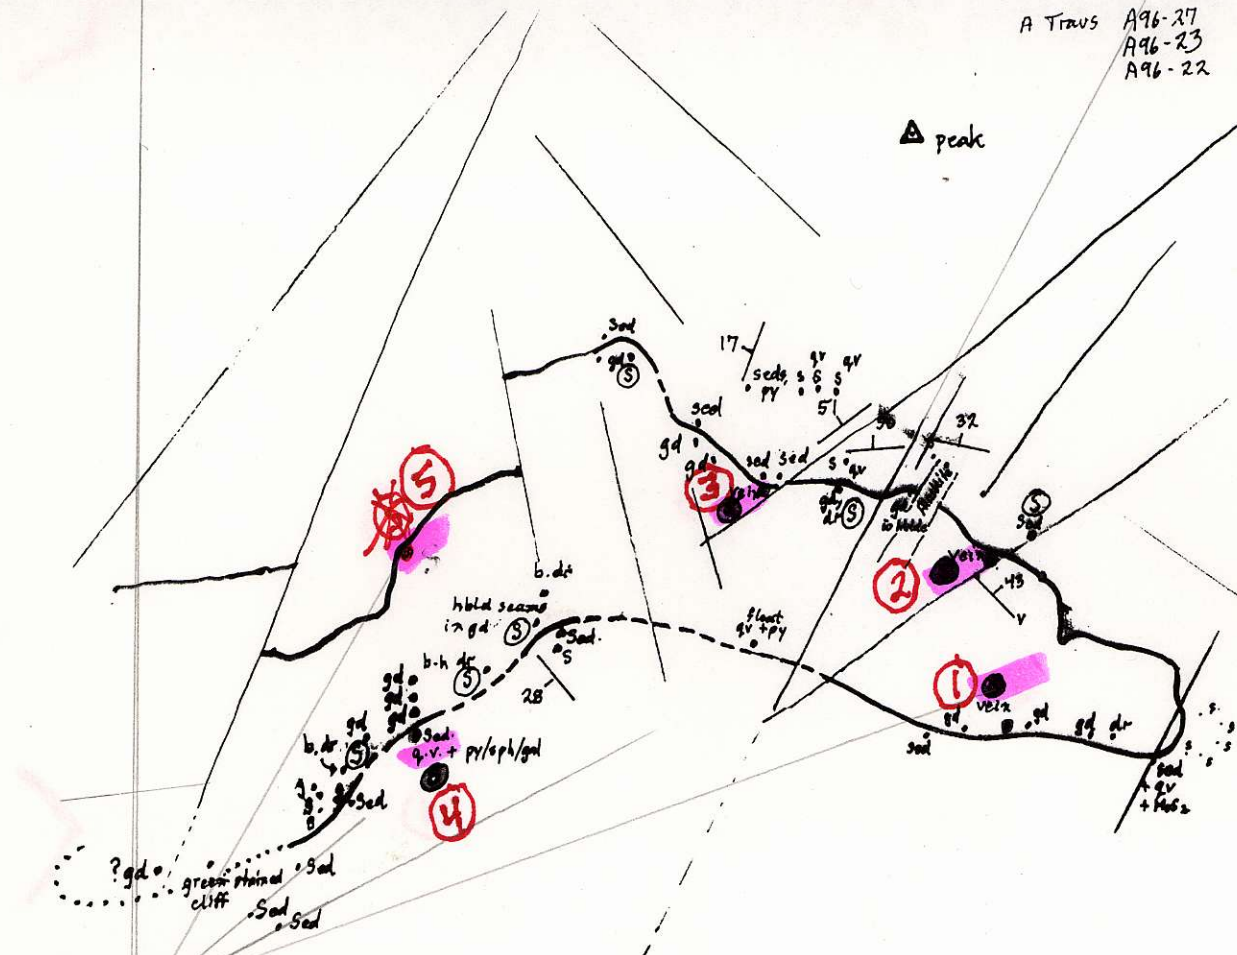 A Travs A96-27
A96-23
A96-22
peak
sed
gd
S
17
seds,
py
s
s
qv
s
qv
51
32
sed
gd
gd
sed
sed
s
qv
gd,
dr
S
S
sed
3
vein
5
2
vein
43
v
b.dr
hbld seams
in gd
S
sed.
s
b-h dr
S
28
float
qv + py
1
vein
gd
gd
gd
dr
sed
sed
+ qv
+ MoS2
s
s
s
s
s
gd
gd
gd
gd
b.dr.
S
sed.
q.v. + py/sph/gal
4
sed
? gd
green stained
cliff
sed
sed
sed